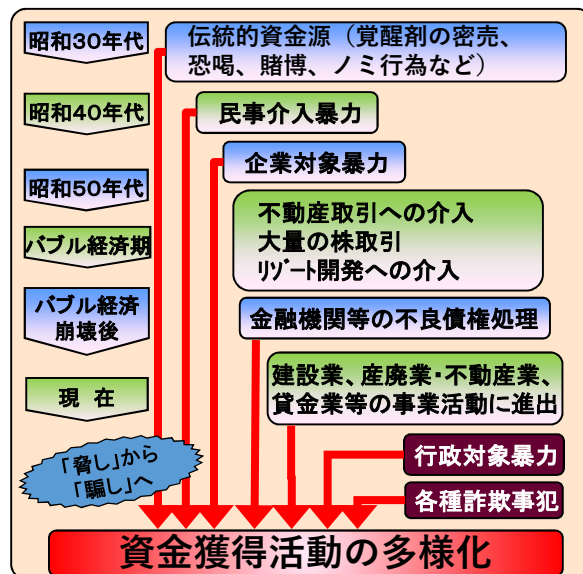 昭和30年代
伝統的資金源（覚醒剤の密売、
恐喝、賭博、ノミ行為など）
昭和40年代
民事介入暴力
企業対象暴力
昭和50年代
不動産取引への介入
大量の株取引
ﾘｿﾞｰﾄ開発への介入
バブル経済期
バブル経済
崩壊後
金融機関等の不良債権処理
建設業、産廃業・不動産業、
貸金業等の事業活動に進出
現 在
行政対象暴力
「脅し」から
「騙し」へ
各種詐欺事犯
資金獲得活動の多様化